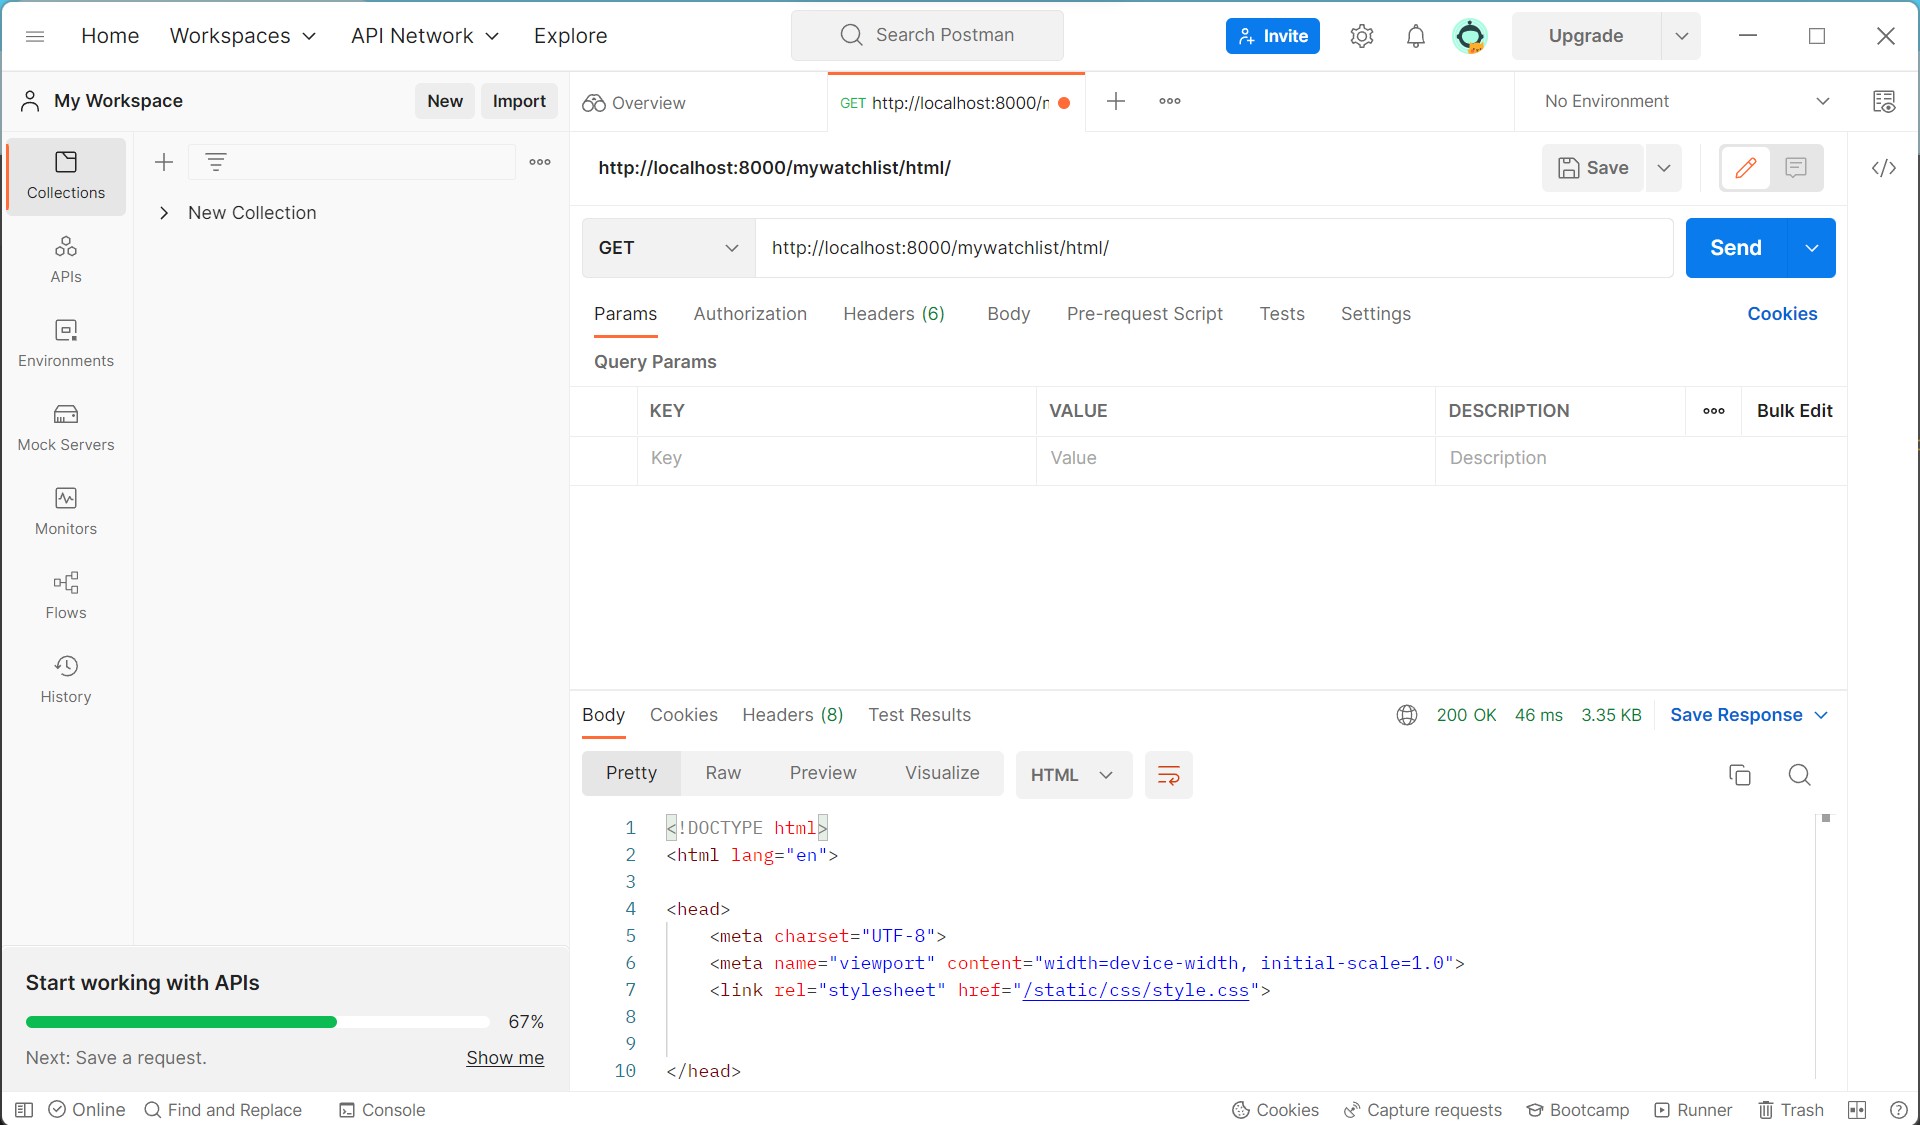 Home Workspaces API Network Explore Search Postman Invite Upgrade
My Workspace New Import Overview GET http://localhost:8000/r No Environment
Collections
New Collection
APIs
Environments
Mock Servers
Monitors
Flows
History
http://localhost:8000/mywatchlist/html/ Save
GET http://localhost:8000/mywatchlist/html/ Send
Params Authorization Headers (6) Body Pre-request Script Tests Settings Cookies
Query Params
KEY VALUE DESCRIPTION Bulk Edit
Key Value Description
Body Cookies Headers (8) Test Results 200 OK 46 ms 3.35 KB Save Response
Pretty Raw Preview Visualize HTML
1 <!DOCTYPE html>
2 <html lang="en">
3
4 <head>
5 <meta charset="UTF-8">
6 <meta name="viewport" content="width=device-width, initial-scale=1.0">
7 <link rel="stylesheet" href="/static/css/style.css">
8
9
10 </head>
Start working with APIs
67%
Next: Save a request. Show me
Online Find and Replace Console Cookies Capture requests Bootcamp Runner Trash